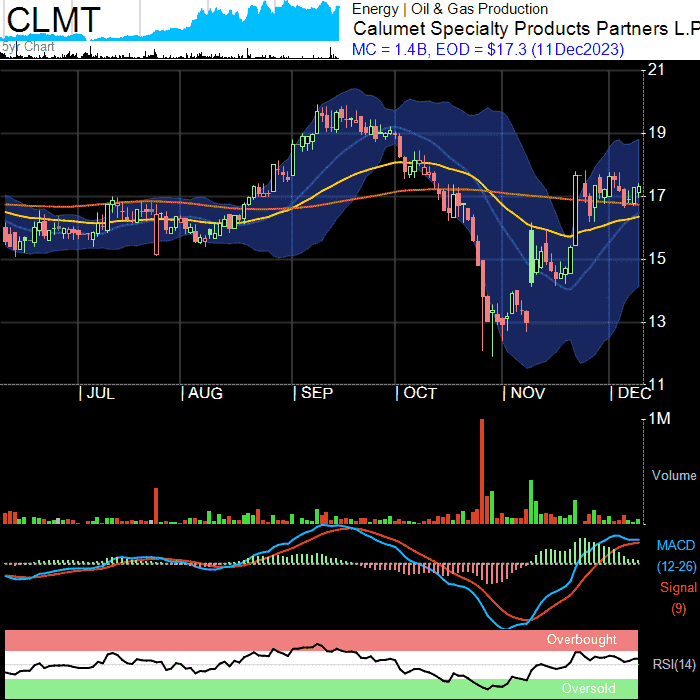 CLMT
5yr Chart
Energy | Oil & Gas Production
Calumet Specialty Products Partners L.P
MC = 1.4B, EOD = $17.3 (11Dec2023)
21
19
17
15
13
11
JUL AUG SEP OCT NOV DEC
1M
Volume
MACD
(12-26)
Signal
(9)
Overbought
RSI(14)
Oversold